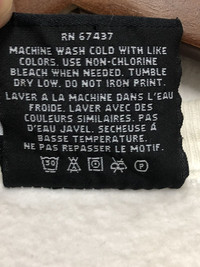 RN 67437
MACHINE WASH COLD WITH LIKE
COLORS. USE NON-CHLORINE
BLEACH WHEN NEEDED. TUMBLE
DRY LOW. DO NOT IRON PRINT.
LAVER À LA MACHINE DANS L'EAU
FROIDE. LAVER AVEC DES
COULEURS SIMILAIRES. PAS
D'EAU JAVEL. SECHEUSE À
BASSE TEMPERATURE.
NE PAS REPASSER LE MOTIF.
30 P